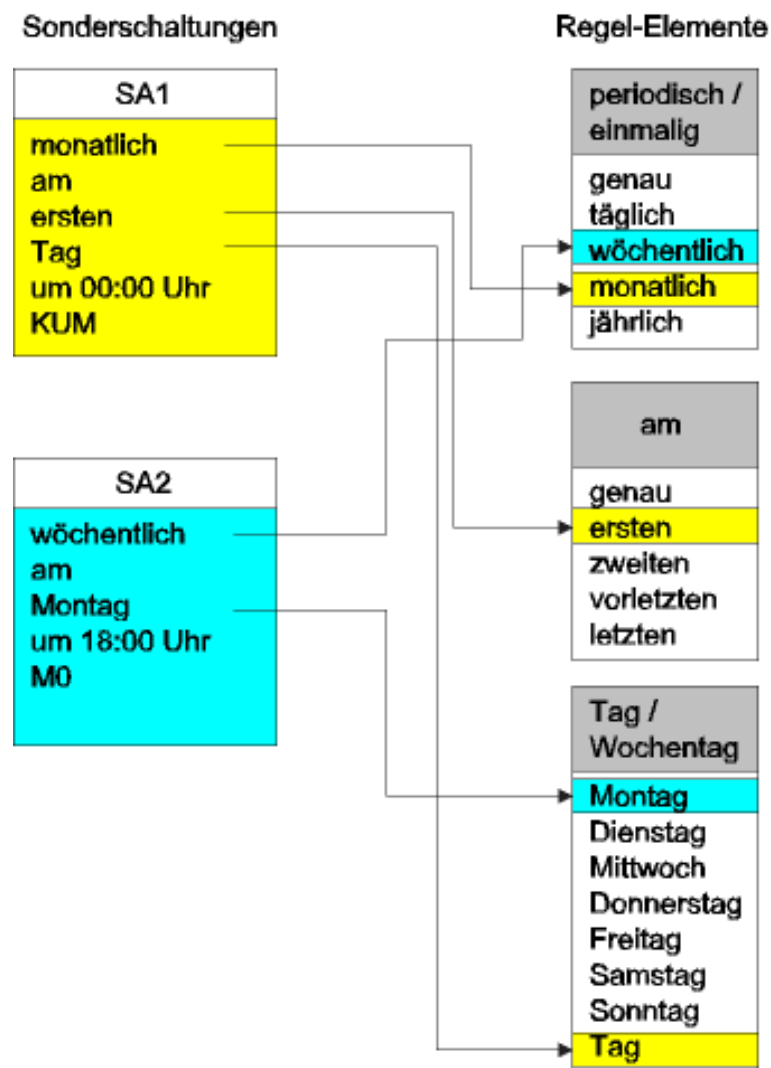 Sonderschaltungen
SA1
monatlich
am
ersten
Tag
um 00:00 Uhr
KUM
SA2
wöchentlich
am
Montag
um 18:00 Uhr
M0
Regel-Elemente
periodisch /
einmalig
genau
täglich
wöchentlich
monatlich
jährlich
am
genau
ersten
zweiten
vorletzten
letzten
Tag /
Wochentag
Montag
Dienstag
Mittwoch
Donnerstag
Freitag
Samstag
Sonntag
Tag